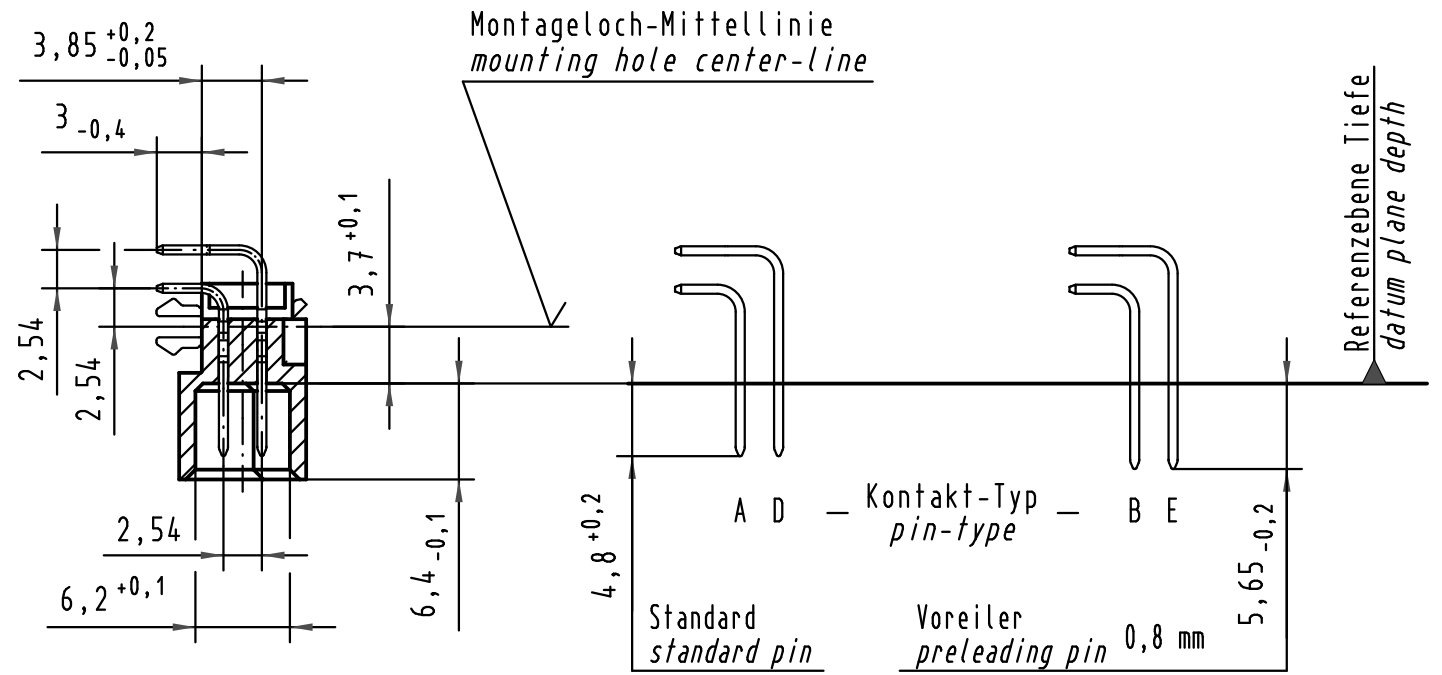 Montageloch-Mittellinie
mounting hole center-line
3,85 +0,2 -0,05
3 -0,4
3,7 +0,1
2,54
2,54
Referenzebene Tiefe
datum plane depth
A D – Kontakt-Typ – B E
pin-type
2,54
6,2 +0,1
6,4 -0,1
4,8 +0,2
5,65 -0,2
Standard
standard pin
Voreiler
preleading pin 0,8 mm